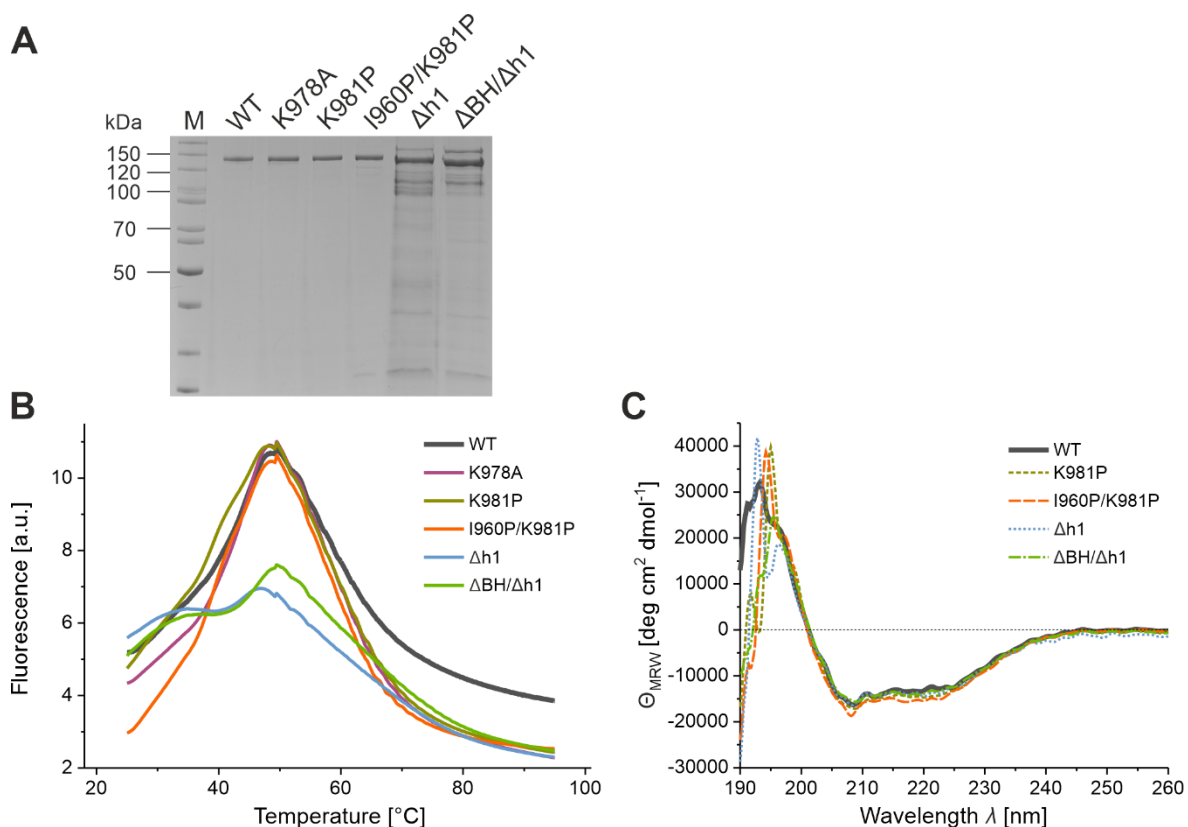 A
kDa
M
WT
K978A
K981P
I960P/K981P
Δh1
ΔBH/Δh1
150
120
100
70
50
B
Fluorescence [a.u.]
10
8
6
4
2
20
40
60
80
100
Temperature [°C]
WT
K978A
K981P
I960P/K981P
Δh1
ΔBH/Δh1
C
Θ_MRW [deg cm² dmol⁻¹]
40000
30000
20000
10000
0
-10000
-20000
-30000
190
200
210
220
230
240
250
260
Wavelength λ [nm]
WT
K981P
I960P/K981P
Δh1
ΔBH/Δh1